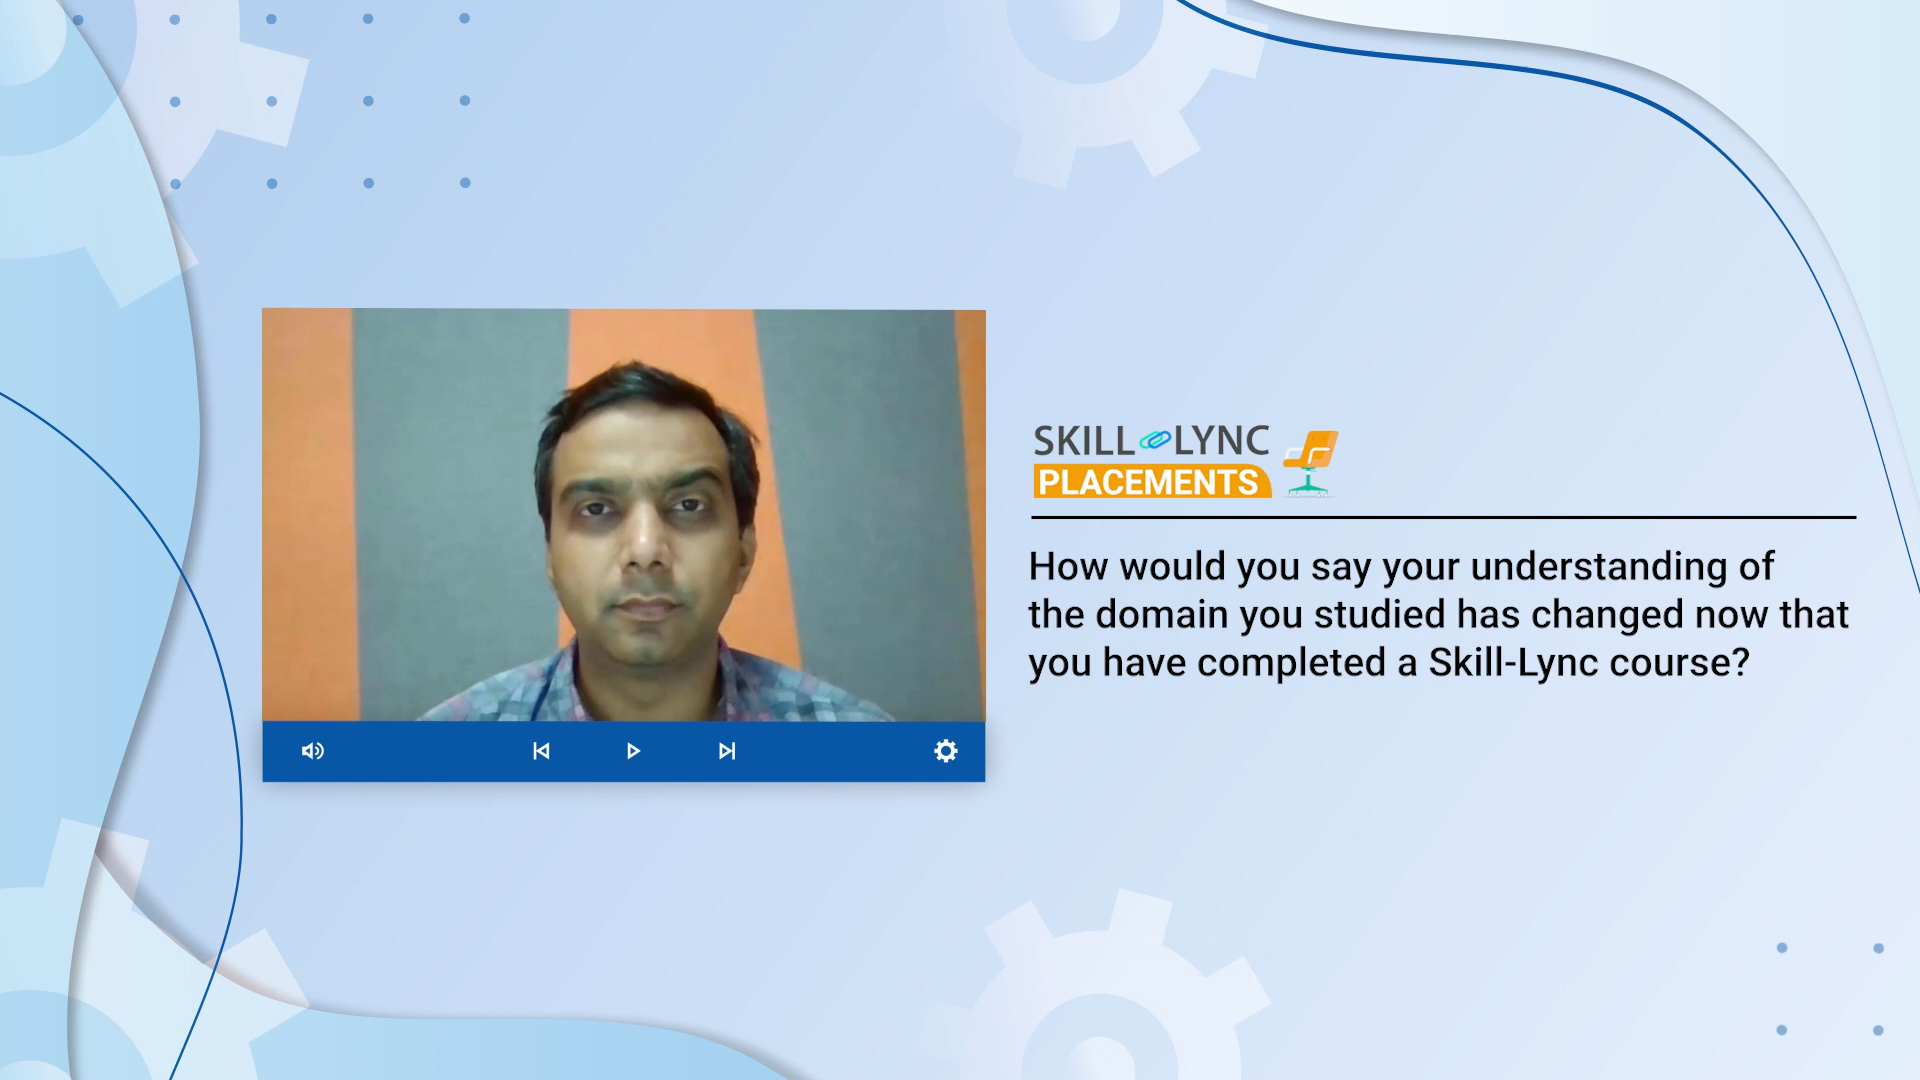 SKILL LYNC
PLACEMENTS
How would you say your understanding of
the domain you studied has changed now that
you have completed a Skill-Lync course?